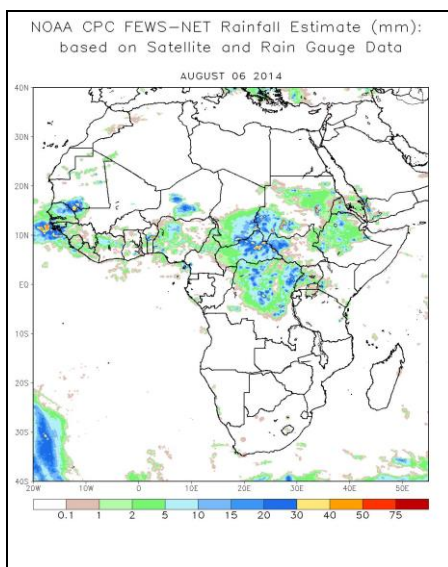 NOAA CPC FEWS-NET Rainfall Estimate (mm):
based on Satellite and Rain Gauge Data
AUGUST 06 2014
40N
30N
20N
10N
EQ
10S
20S
30S
40S
20W 10W 0 10E 20E 30E 40E 50E
0.1 1 2 5 10 15 20 30 40 50 75